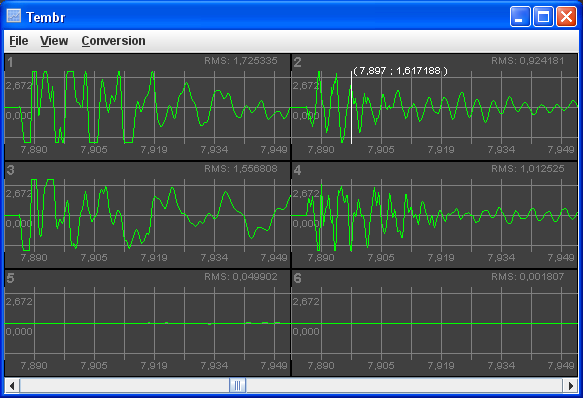 Tembr
File View Conversion
1 RMS: 1,725335
2,672
0,000
7,890 7,905 7,919 7,934 7,949
2 RMS: 0,924181
(7,897 ; 1,617188 )
2,672
0,000
7,890 7,905 7,919 7,934 7,949
3 RMS: 1,556808
2,672
0,000
7,890 7,905 7,919 7,934 7,949
4 RMS: 1,012525
2,672
0,000
7,890 7,905 7,919 7,934 7,949
5 RMS: 0,049902
2,672
0,000
7,890 7,905 7,919 7,934 7,949
6 RMS: 0,001807
2,672
0,000
7,890 7,905 7,919 7,934 7,949